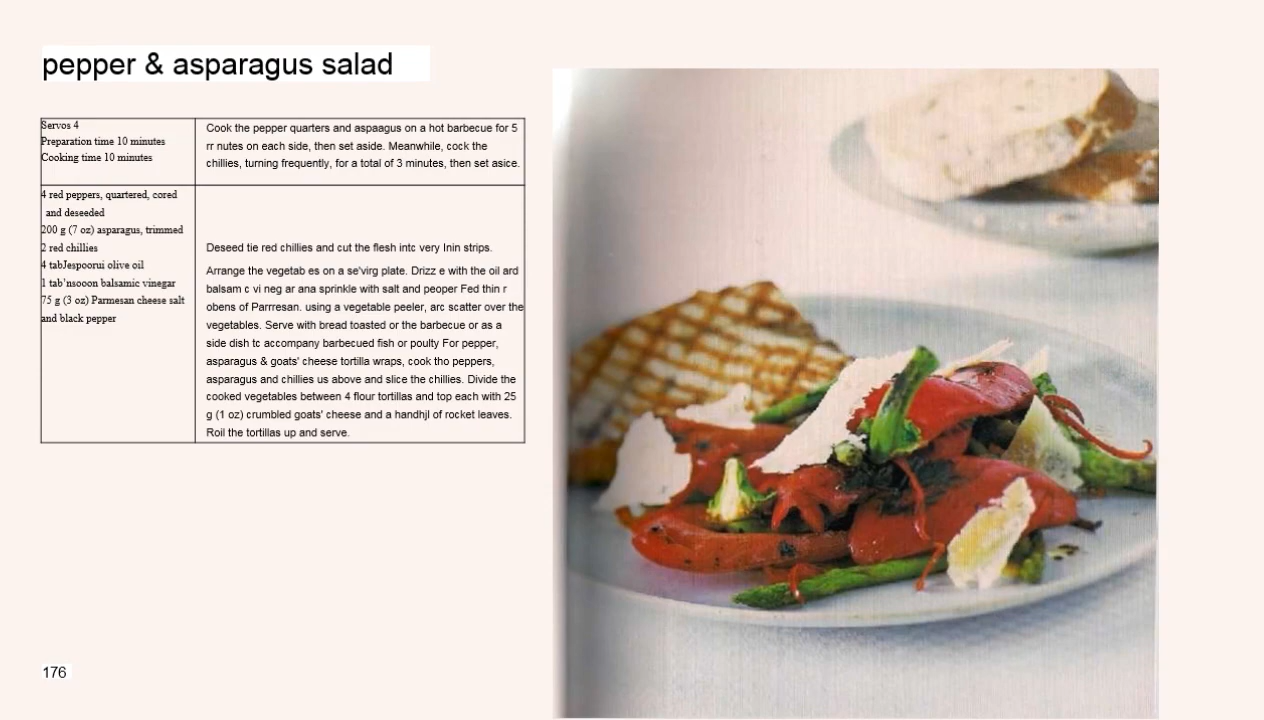 pepper & asparagus salad
Servos 4
Preparation time 10 minutes
Cooking time 10 minutes
Cook the pepper quarters and aspaagus on a hot barbecue for 5
rr nutes on each side, then set aside. Meanwhile, cock the
chillies, turning frequently, for a total of 3 minutes, then set asice.
4 red peppers, quartered, cored
and deseeded
200 g (7 oz) asparagus, trimmed
2 red chillies
4 tabJespoorui olive oil
1 tab'nsooon balsamic vinegar
75 g (3 oz) Parmesan cheese salt
and black pepper
Deseed tie red chillies and cut the flesh intc very Inin strips.
Arrange the vegetab es on a se'virg plate. Drizz e with the oil ard
balsam c vi neg ar ana sprinkle with salt and peoper Fed thin r
obens of Parrresan. using a vegetable peeler, arc scatter over the
vegetables. Serve with bread toasted or the barbecue or as a
side dish tc accompany barbecued fish or poulty For pepper,
asparagus & goats' cheese tortilla wraps, cook tho peppers,
asparagus and chillies us above and slice the chillies. Divide the
cooked vegetables between 4 flour tortillas and top each with 25
g (1 oz) crumbled goats' cheese and a handhjl of rocket leaves.
Roil the tortillas up and serve.
176